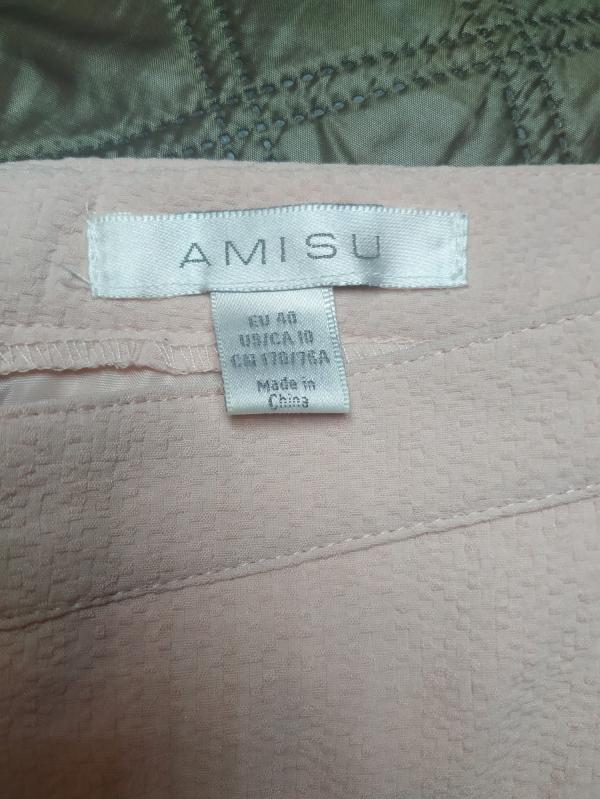 AMISU
EU 40
US/CA 10
CN 170/76A
Made in
China